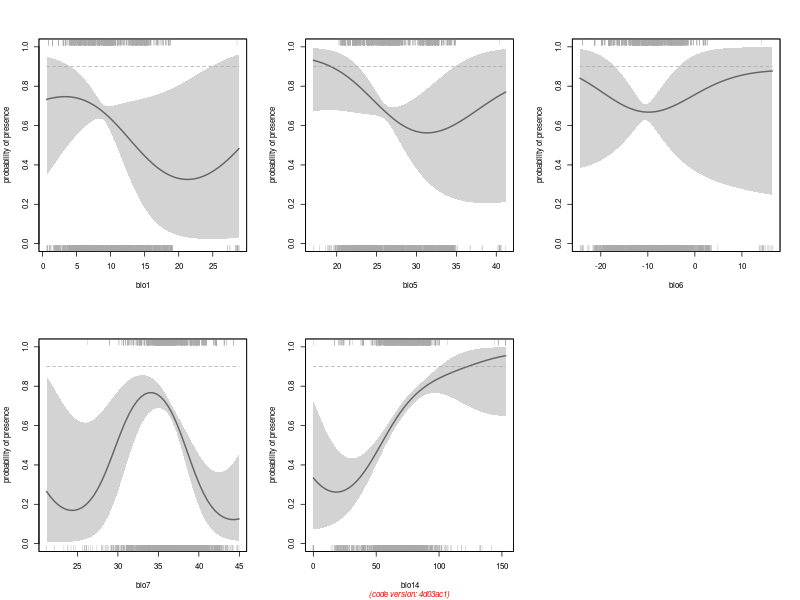 probability of presence
0.0 0.2 0.4 0.6 0.8 1.0
0 5 10 15 20 25
bio1
probability of presence
0.0 0.2 0.4 0.6 0.8 1.0
20 25 30 35 40
bio5
probability of presence
0.0 0.2 0.4 0.6 0.8 1.0
-20 -10 0 10
bio6
probability of presence
0.0 0.2 0.4 0.6 0.8 1.0
25 30 35 40 45
bio7
probability of presence
0.0 0.2 0.4 0.6 0.8 1.0
0 50 100 150
bio14
(code version: 4d03ac1)